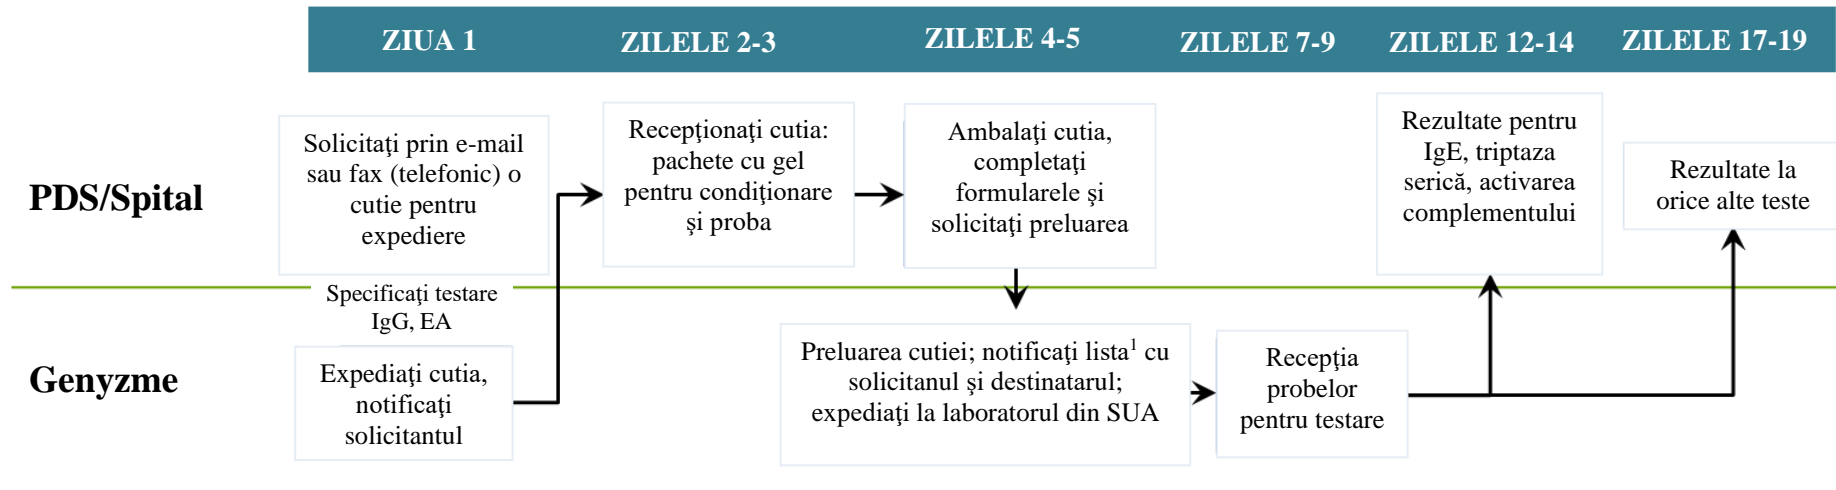 ZIUA 1
ZILELE 2-3
ZILELE 4-5
ZILELE 7-9
ZILELE 12-14
ZILELE 17-19
PDS/Spital
Solicitaţi prin e-mail
sau fax (telefonic) o
cutie pentru
expediere
Recepţionaţi cutia:
pachete cu gel
pentru condiţionare
şi proba
Ambalaţi cutia,
completaţi
formularele şi
solicitaţi preluarea
Rezultate pentru
IgE, triptaza
serică, activarea
complementului
Rezultate la
orice alte teste
Specificaţi testare
IgG, EA
Genyzme
Expediaţi cutia,
notificaţi
solicitantul
Preluarea cutiei; notificaţi lista¹ cu
solicitanul şi destinatarul;
expediaţi la laboratorul din SUA
Recepţia
probelor
pentru testare